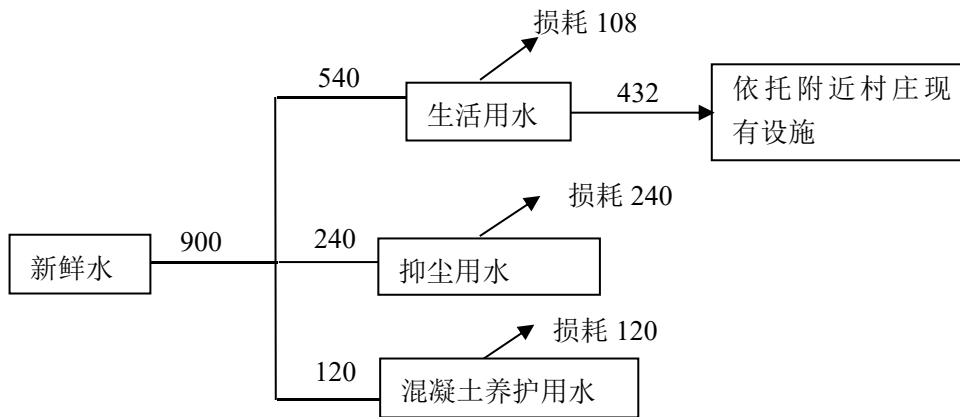 损耗 108
540
生活用水
432
依托附近村庄现
有设施
损耗 240
新鲜水
900
240
抑尘用水
损耗 120
120
混凝土养护用水